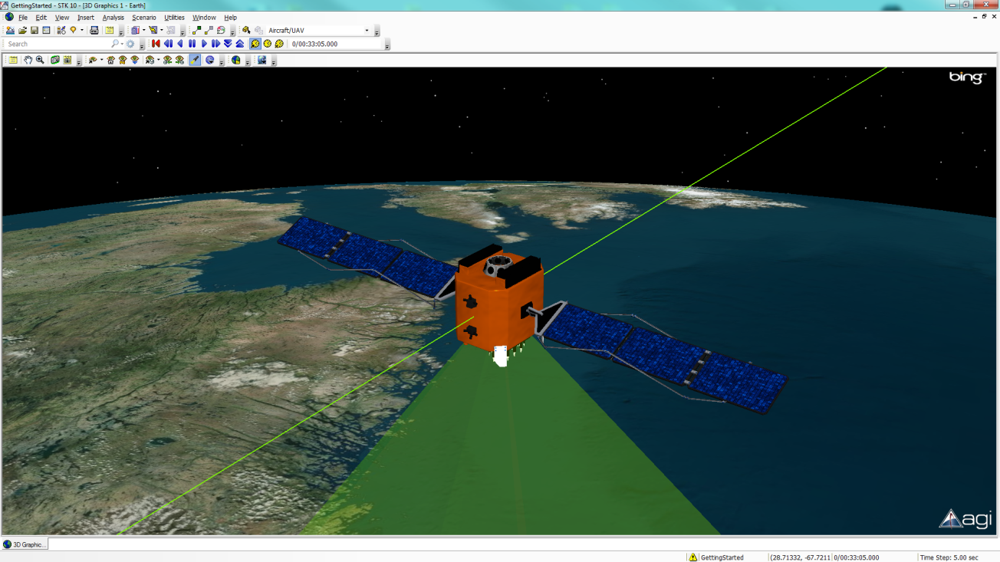 GettingStarted - STK 10 - [3D Graphics 1 - Earth]
File Edit View Insert Analysis Scenario Utilities Window Help
Aircraft/UAV
Search 0/00:33:05.000
bing™
agi
3D Graphic...
GettingStarted (28.71332, -67.7211 0/00:33:05.000 Time Step: 5.00 sec